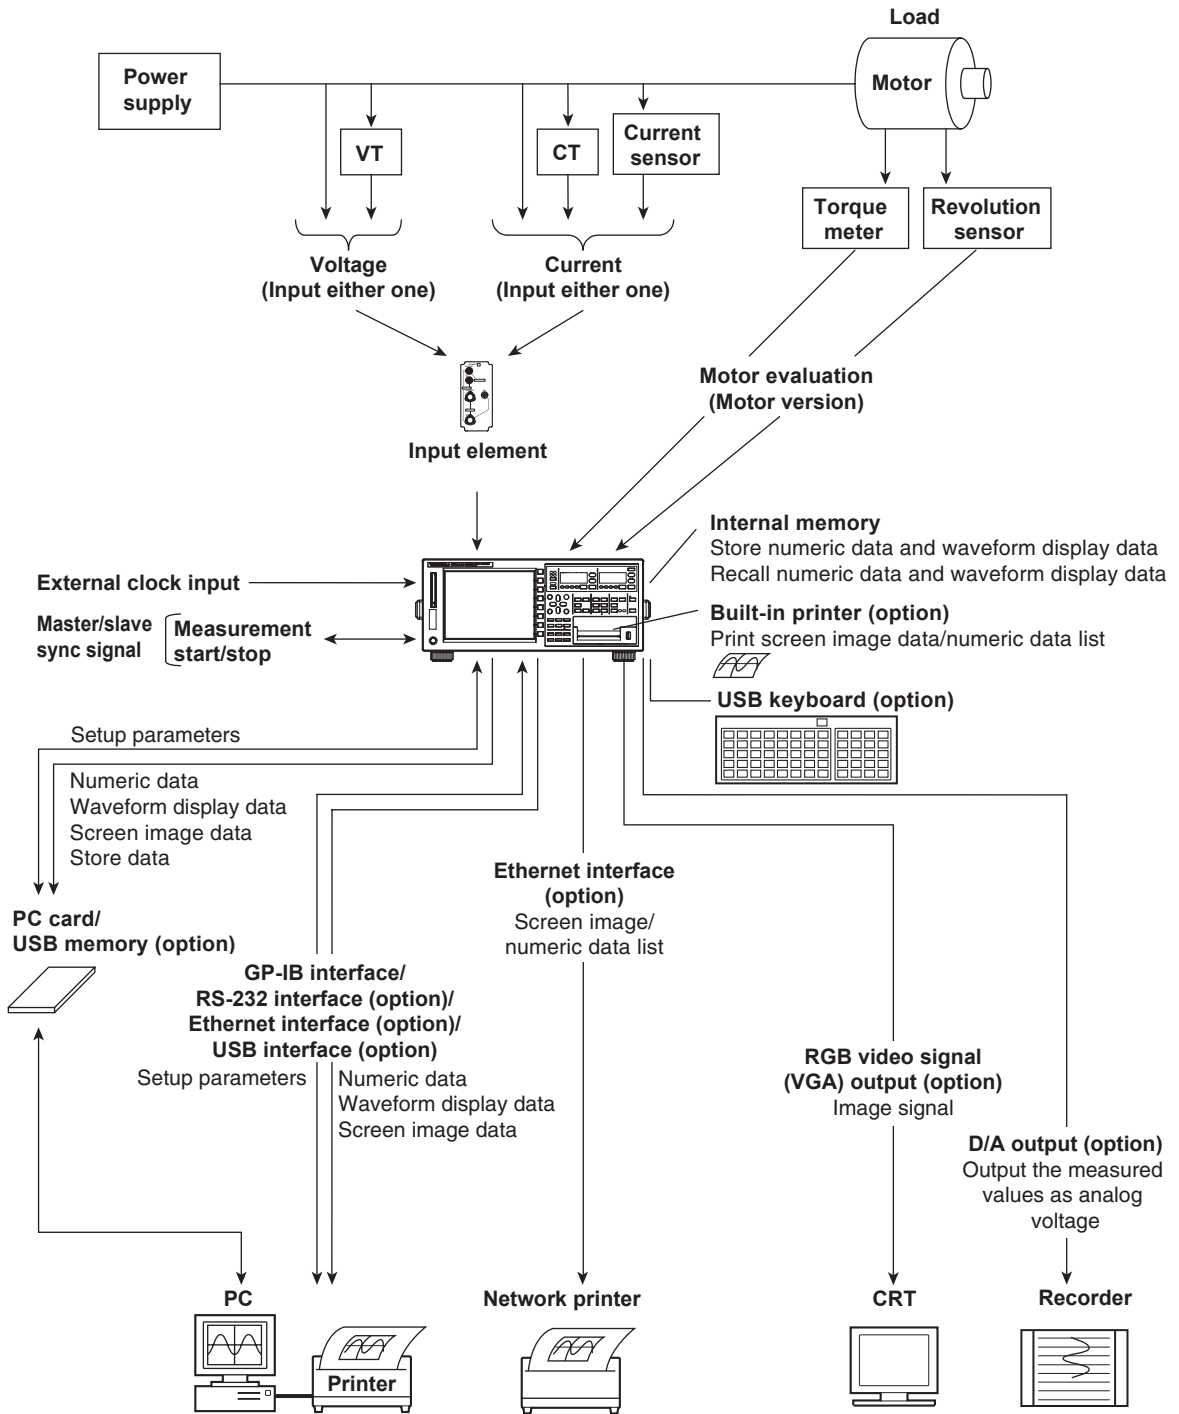 Load
Power
supply
Motor
VT
CT
Current
sensor
Torque
meter
Revolution
sensor
Voltage
(Input either one)
Current
(Input either one)
Motor evaluation
(Motor version)
Input element
Internal memory
Store numeric data and waveform display data
Recall numeric data and waveform display data
External clock input
Built-in printer (option)
Print screen image data/numeric data list
Master/slave
sync signal
Measurement
start/stop
USB keyboard (option)
Setup parameters
Numeric data
Waveform display data
Screen image data
Store data
Ethernet interface
(option)
Screen image/
numeric data list
PC card/
USB memory (option)
GP-IB interface/
RS-232 interface (option)/
Ethernet interface (option)/
USB interface (option)
Setup parameters
Numeric data
Waveform display data
Screen image data
RGB video signal
(VGA) output (option)
Image signal
D/A output (option)
Output the measured
values as analog
voltage
PC
Printer
Network printer
CRT
Recorder